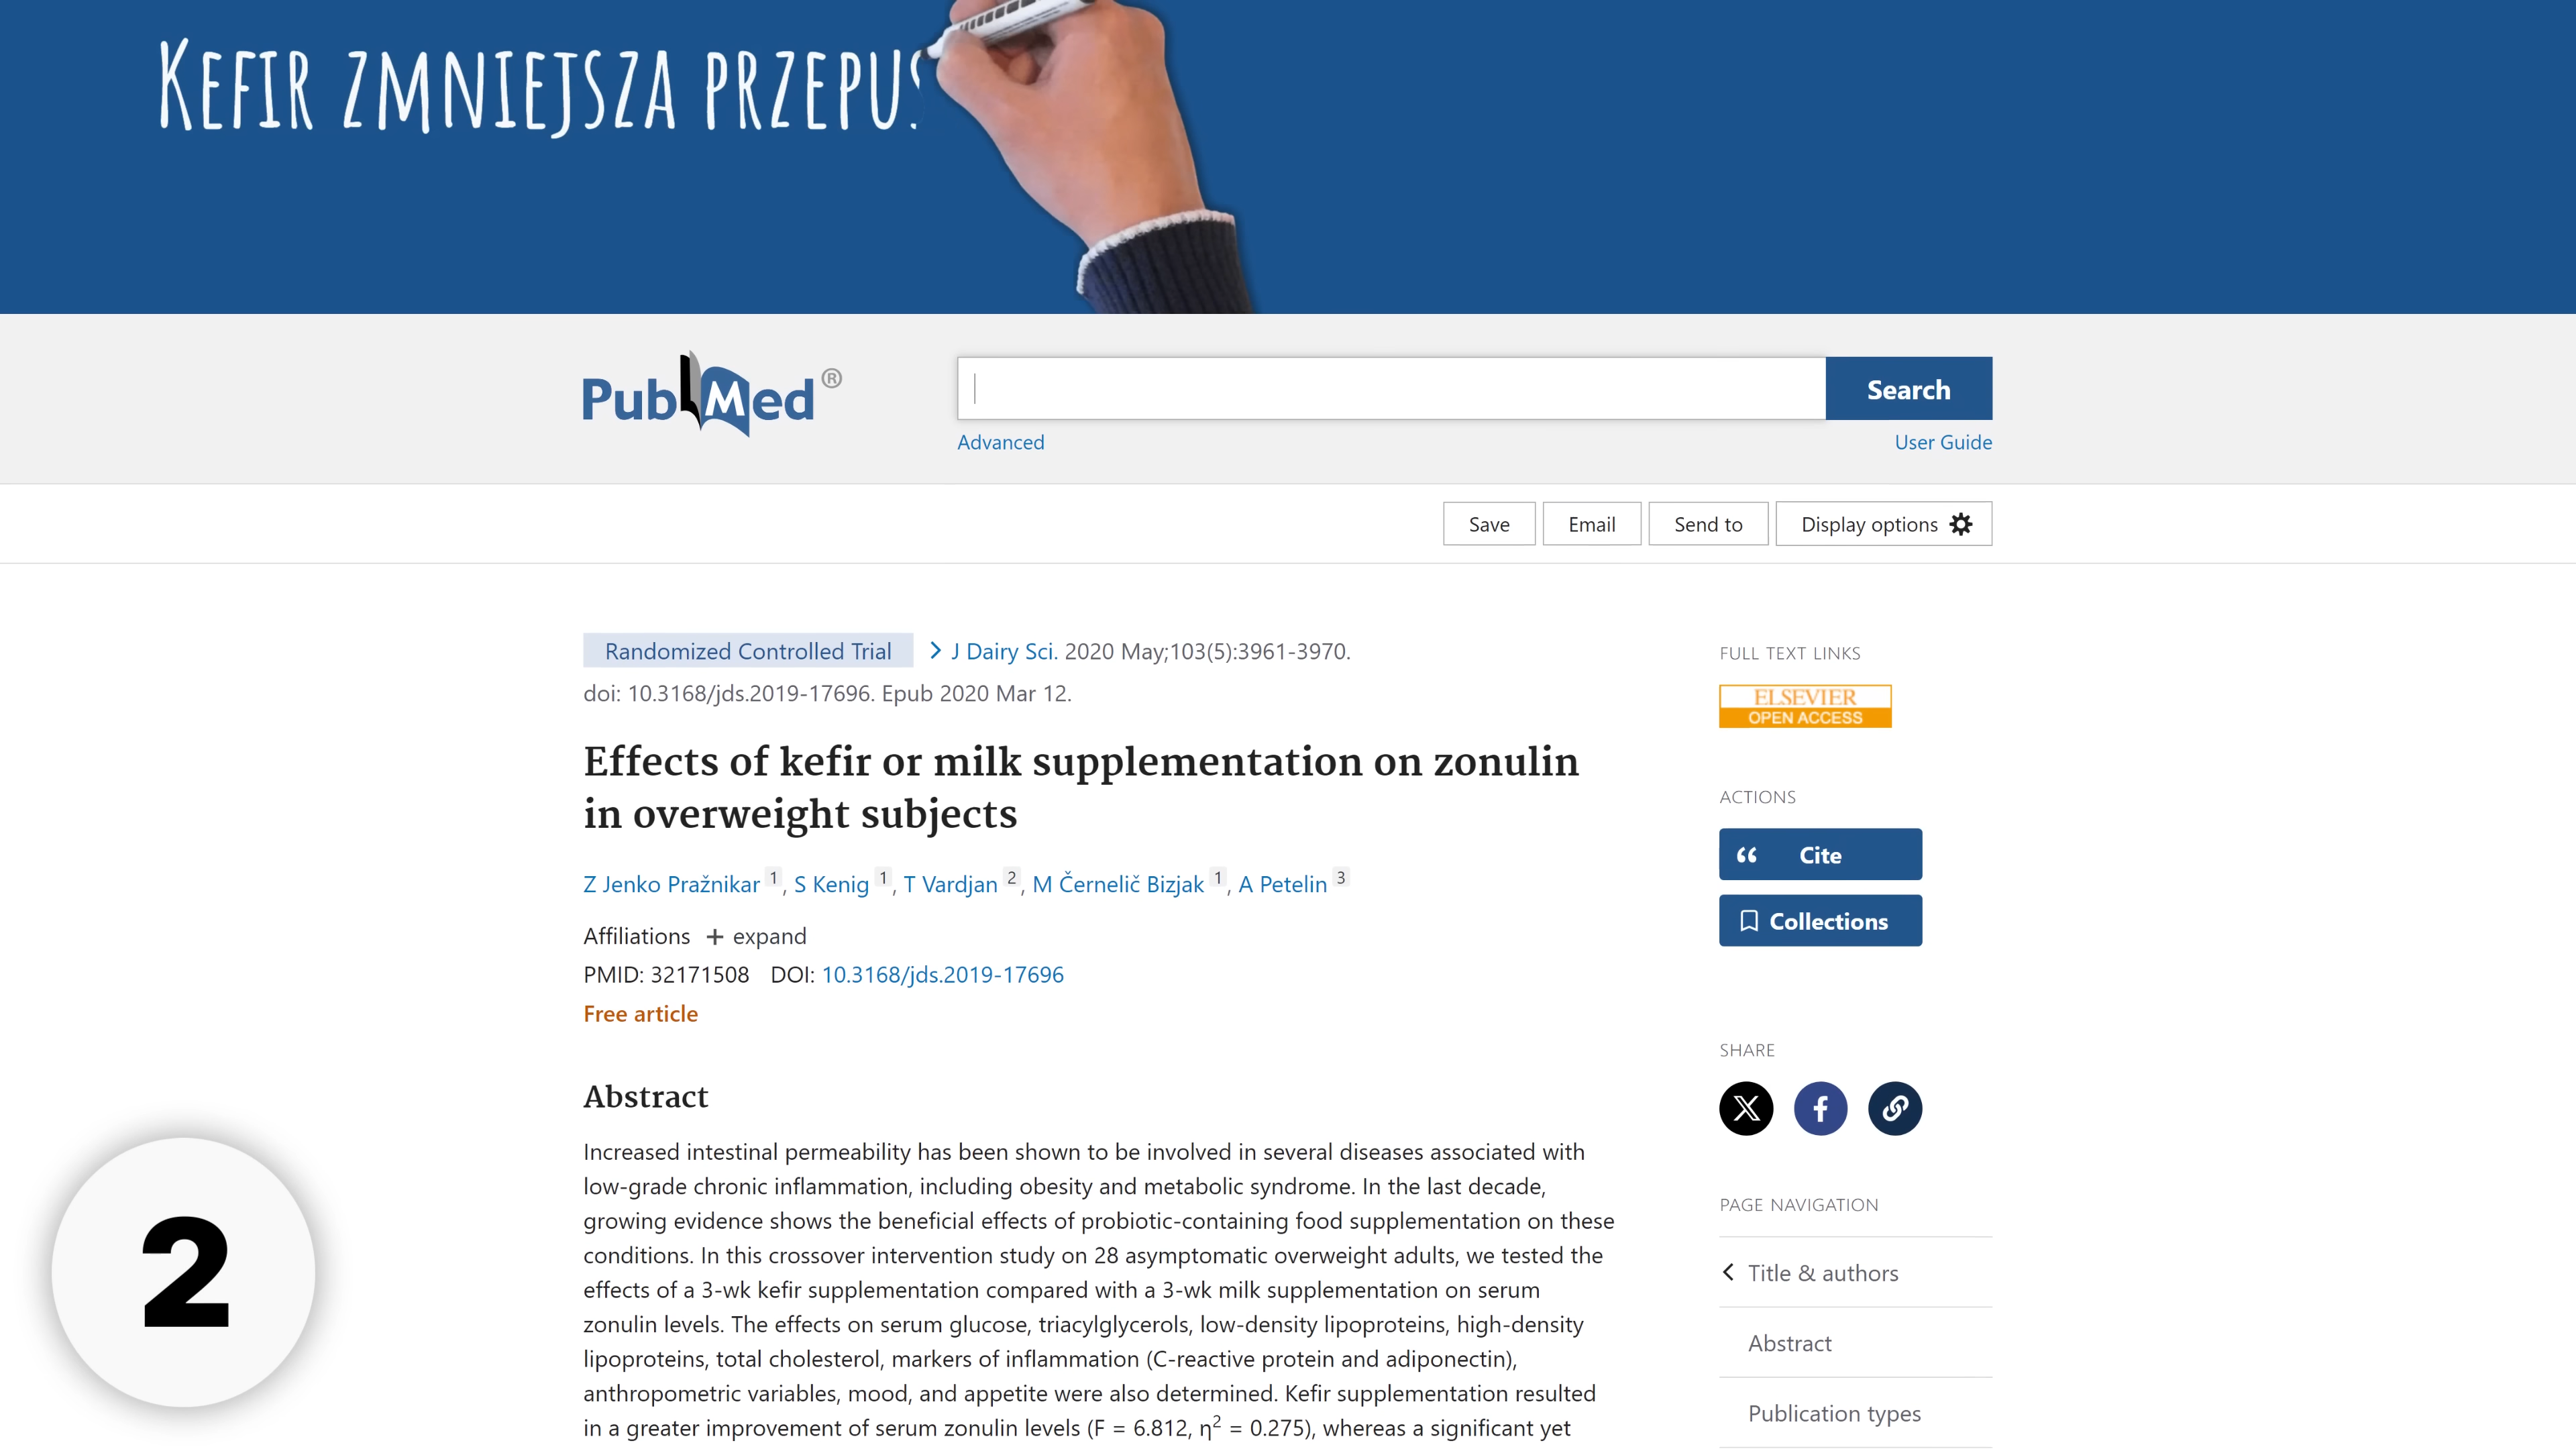 KEFIR ZMNIEJSZA
PubMed®
Search
Advanced
User Guide
Save
Email
Send to
Display options
Randomized Controlled Trial > J Dairy Sci. 2020 May;103(5):3961-3970.
doi: 10.3168/jds.2019-17696. Epub 2020 Mar 12.
Effects of kefir or milk supplementation on zonulin
in overweight subjects
Z Jenko Pražnikar 1, S Kenig 1, T Vardjan 2, M Černelič Bizjak 1, A Petelin 3
Affiliations + expand
PMID: 32171508 DOI: 10.3168/jds.2019-17696
Free article
Abstract
Increased intestinal permeability has been shown to be involved in several diseases associated with
low-grade chronic inflammation, including obesity and metabolic syndrome. In the last decade,
growing evidence shows the beneficial effects of probiotic-containing food supplementation on these
conditions. In this crossover intervention study on 28 asymptomatic overweight adults, we tested the
effects of a 3-wk kefir supplementation compared with a 3-wk milk supplementation on serum
zonulin levels. The effects on serum glucose, triacylglycerols, low-density lipoproteins, high-density
lipoproteins, total cholesterol, markers of inflammation (C-reactive protein and adiponectin),
anthropometric variables, mood, and appetite were also determined. Kefir supplementation resulted
in a greater improvement of serum zonulin levels (F = 6.812, η² = 0.275), whereas a significant yet
FULL TEXT LINKS
ELSEVIER
OPEN ACCESS
ACTIONS
Cite
Collections
SHARE
PAGE NAVIGATION
Title & authors
Abstract
Publication types
2